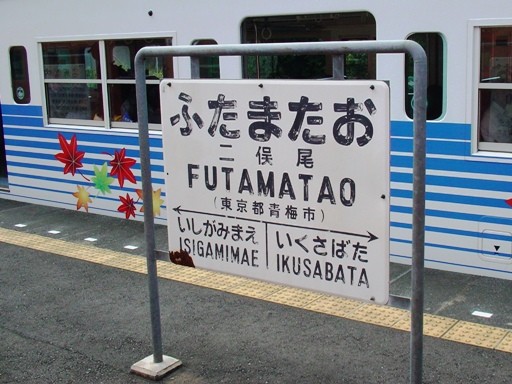 ふたまたお
二俣尾
FUTAMATAO
(東京都青梅市)
いしがみまえ
ISIGAMIMAE
いくさばた
IKUSABATA